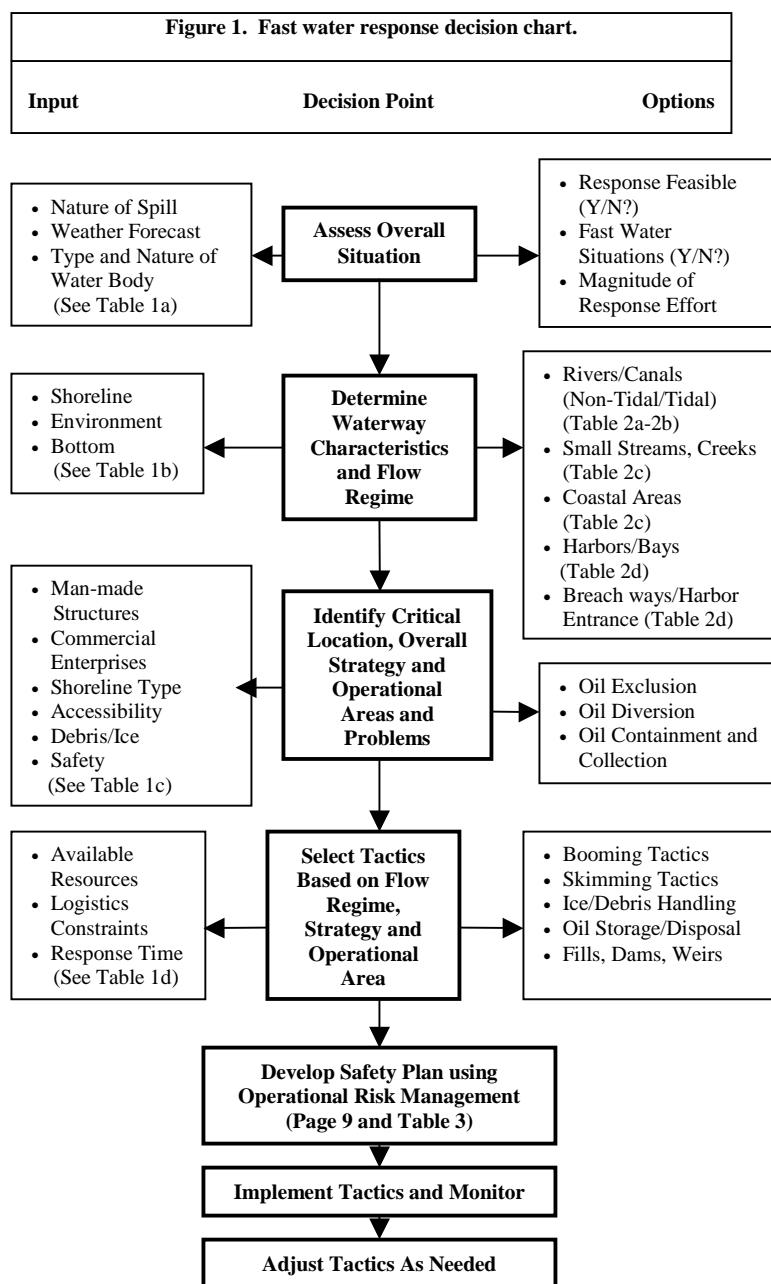 Figure 1. Fast water response decision chart.
Input Decision Point Options
• Nature of Spill
• Weather Forecast
• Type and Nature of
Water Body
(See Table 1a)
Assess Overall
Situation
• Response Feasible
(Y/N?)
• Fast Water
Situations (Y/N?)
• Magnitude of
Response Effort
• Shoreline
• Environment
• Bottom
(See Table 1b)
Determine
Waterway
Characteristics
and Flow
Regime
• Rivers/Canals
(Non-Tidal/Tidal)
(Table 2a-2b)
• Small Streams, Creeks
(Table 2c)
• Coastal Areas
(Table 2c)
• Harbors/Bays
(Table 2d)
• Breach ways/Harbor
Entrance (Table 2d)
• Man-made
Structures
• Commercial
Enterprises
• Shoreline Type
• Accessibility
• Debris/Ice
• Safety
(See Table 1c)
Identify Critical
Location, Overall
Strategy and
Operational
Areas and
Problems
• Oil Exclusion
• Oil Diversion
• Oil Containment and
Collection
• Available
Resources
• Logistics
Constraints
• Response Time
(See Table 1d)
Select Tactics
Based on Flow
Regime,
Strategy and
Operational
Area
• Booming Tactics
• Skimming Tactics
• Ice/Debris Handling
• Oil Storage/Disposal
• Fills, Dams, Weirs
Develop Safety Plan using
Operational Risk Management
(Page 9 and Table 3)
Implement Tactics and Monitor
Adjust Tactics As Needed